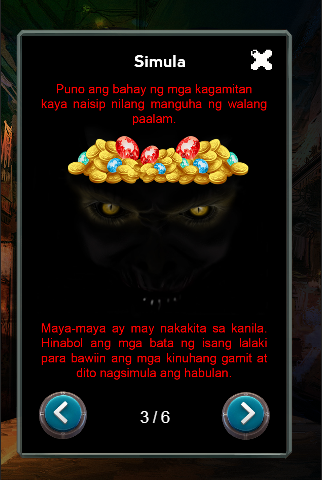 Simula
Puno ang bahay ng mga kagamitan
kaya naisip nilang manguha ng walang
paalam.
Maya-maya ay may nakakita sa kanila.
Hinabol ang mga bata ng isang lalaki
para bawiin ang mga kinuhang gamit at
dito nagsimula ang habulan.
3/6